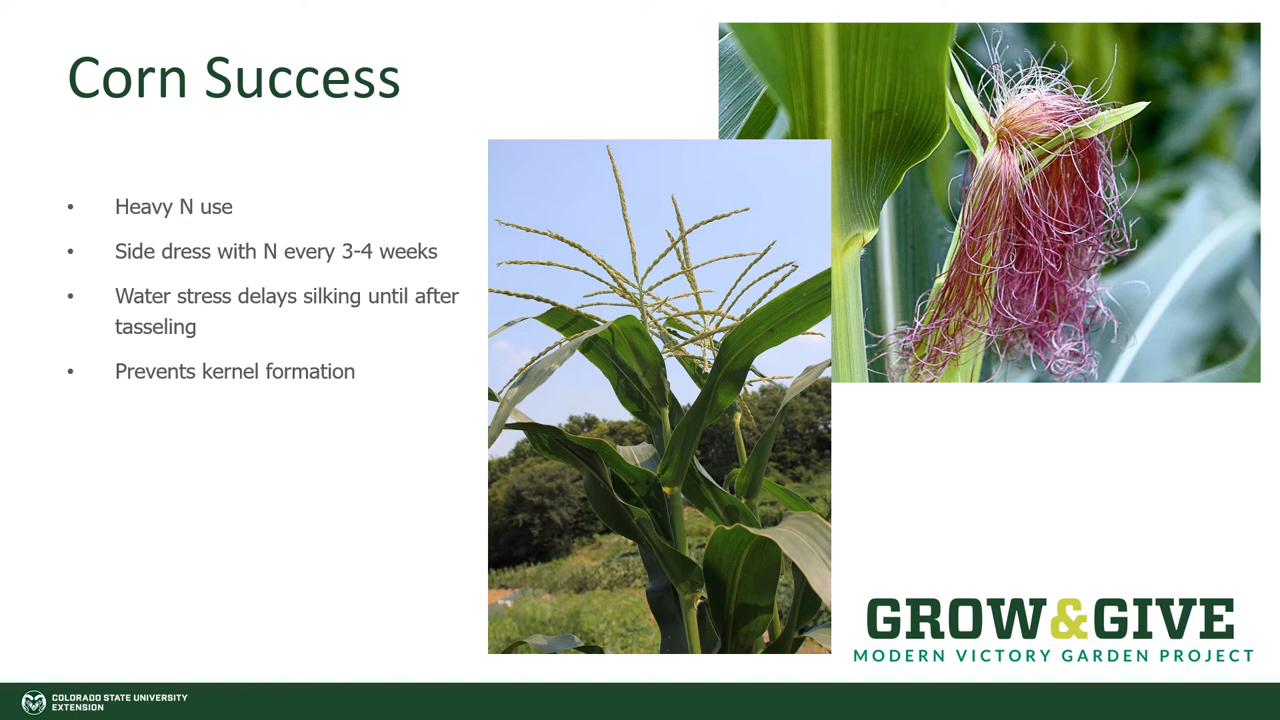 Corn Success
• Heavy N use
• Side dress with N every 3-4 weeks
• Water stress delays silking until after
tasseling
• Prevents kernel formation
GROW&GIVE
MODERN VICTORY GARDEN PROJECT
COLORADO STATE UNIVERSITY
EXTENSION